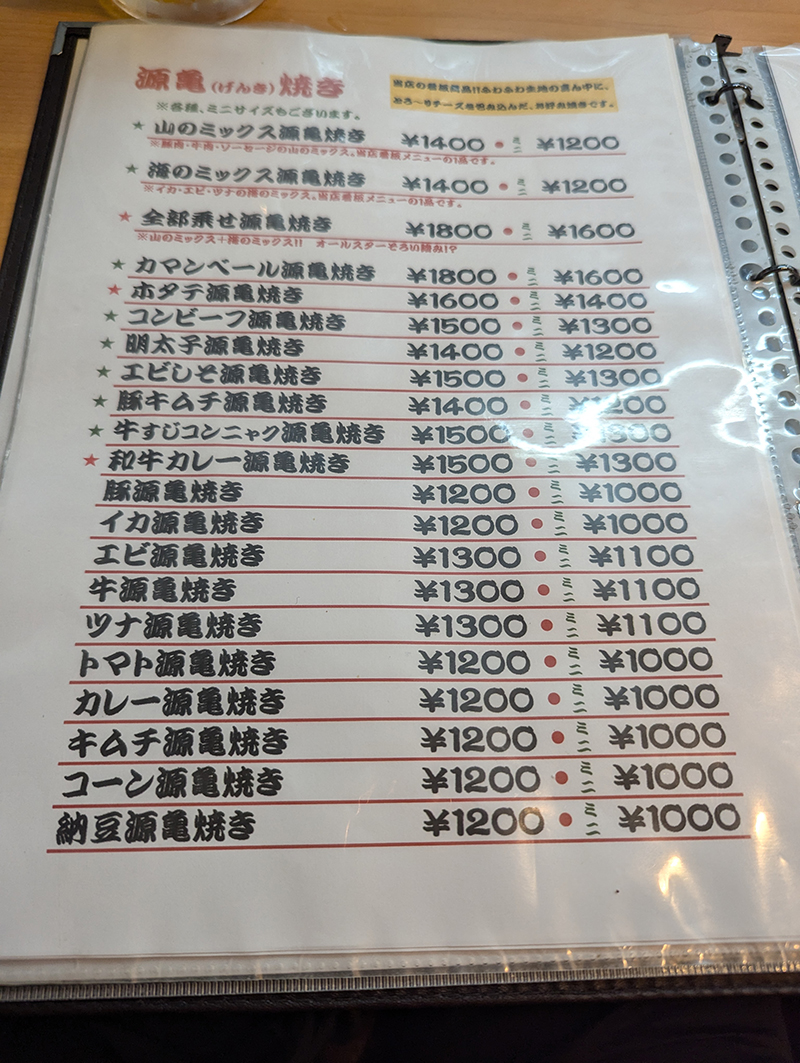 源亀(げんき)焼き
※各種、ミニサイズもございます。
当店の看板商品!!ふわふわ生地の真ん中に、
とろ～りチーズを包み込んだ、お好み焼きです。
★ 山のミックス源亀焼き ¥1400 ● ミニ ¥1200
※豚肉・牛肉・ソーセージの山のミックス。当店看板メニューの1品です。
★ 海のミックス源亀焼き ¥1400 ● ミニ ¥1200
※イカ・エビ・ツナの海のミックス。当店看板メニューの1品です。
★ 全部乗せ源亀焼き ¥1800 ● ミニ ¥1600
※山のミックス+海のミックス!! オールスターそろい踏み!?
★ カマンベール源亀焼き ¥1800 ● ミニ ¥1600
★ ホタテ源亀焼き ¥1600 ● ミニ ¥1400
★ コンビーフ源亀焼き ¥1500 ● ミニ ¥1300
★ 明太子源亀焼き ¥1400 ● ミニ ¥1200
★ エビしそ源亀焼き ¥1500 ● ミニ ¥1300
★ 豚キムチ源亀焼き ¥1400 ● ミニ ¥1200
★ 牛すじコンニャク源亀焼き ¥1500 ● ミニ ¥1300
★ 和牛カレー源亀焼き ¥1500 ● ミニ ¥1300
豚源亀焼き ¥1200 ● ミニ ¥1000
イカ源亀焼き ¥1200 ● ミニ ¥1000
エビ源亀焼き ¥1300 ● ミニ ¥1100
牛源亀焼き ¥1300 ● ミニ ¥1100
ツナ源亀焼き ¥1300 ● ミニ ¥1100
トマト源亀焼き ¥1200 ● ミニ ¥1000
カレー源亀焼き ¥1200 ● ミニ ¥1000
キムチ源亀焼き ¥1200 ● ミニ ¥1000
コーン源亀焼き ¥1200 ● ミニ ¥1000
納豆源亀焼き ¥1200 ● ミニ ¥1000